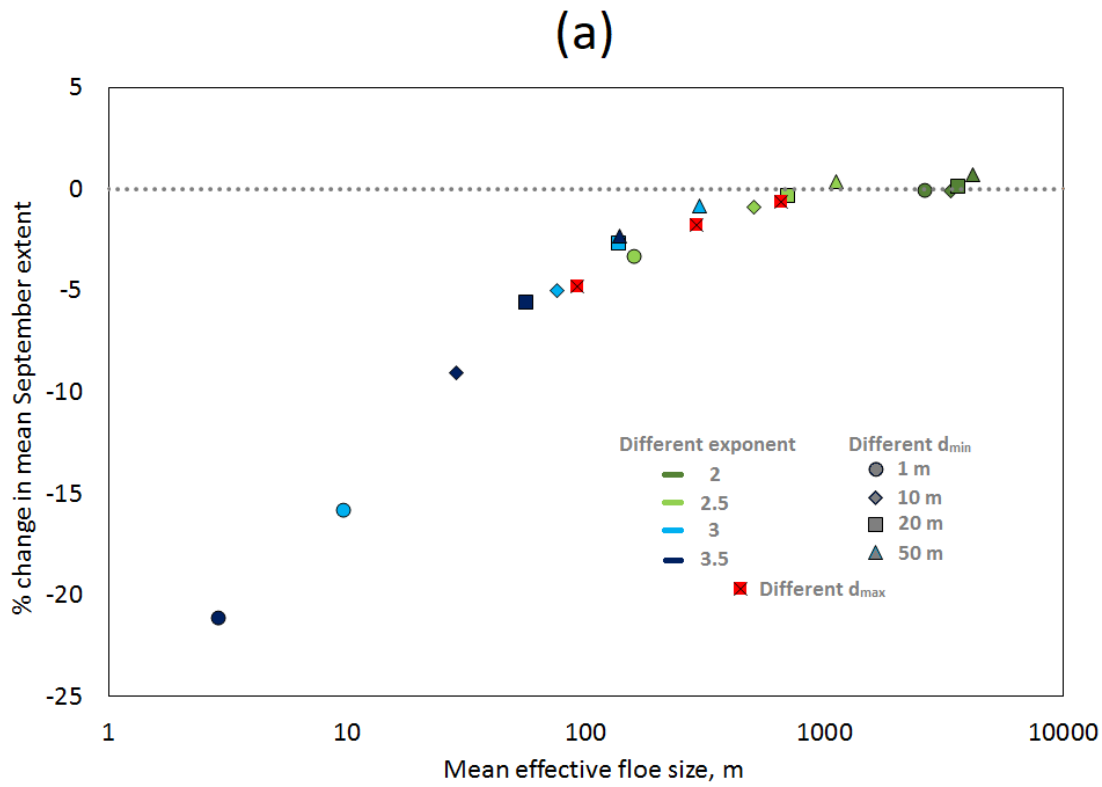 (a)
5
0
-5
-10
-15
-20
-25
% change in mean September extent
1 10 100 1000 10000
Mean effective floe size, m
Different exponent
2
2.5
3
3.5
Different dmin
1 m
10 m
20 m
50 m
Different dmax